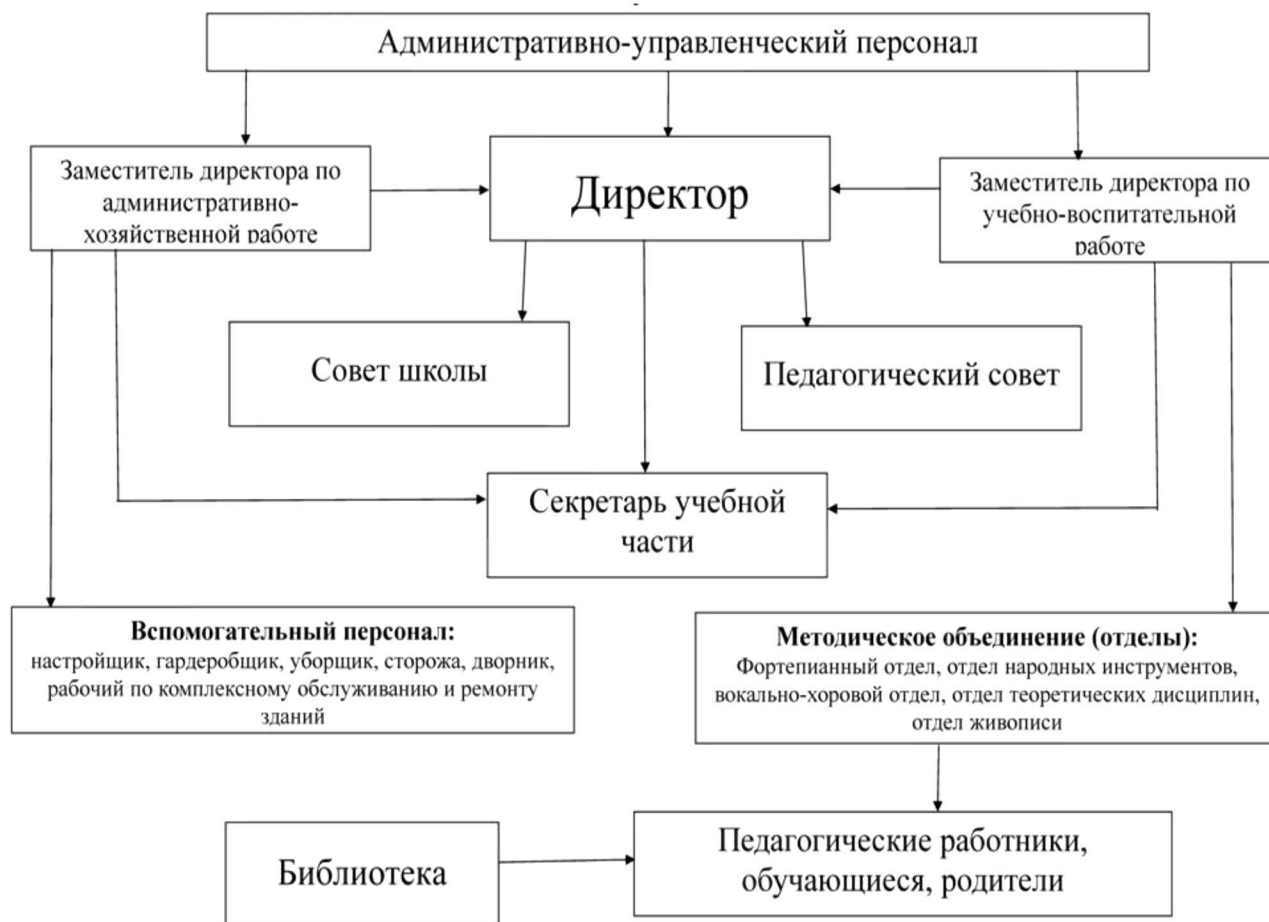 Административно-управленческий персонал
Заместитель директора по
административно-
хозяйственной работе
Директор
Заместитель директора по
учебно-воспитательной
работе
Совет школы
Педагогический совет
Секретарь учебной
части
Вспомогательный персонал:
настройщик, гардеробщик, уборщик, сторожа, дворник,
рабочий по комплексному обслуживанию и ремонту
зданий
Методическое объединение (отделы):
Фортепианный отдел, отдел народных инструментов,
вокально-хоровой отдел, отдел теоретических дисциплин,
отдел живописи
Библиотека
Педагогические работники,
обучающиеся, родители